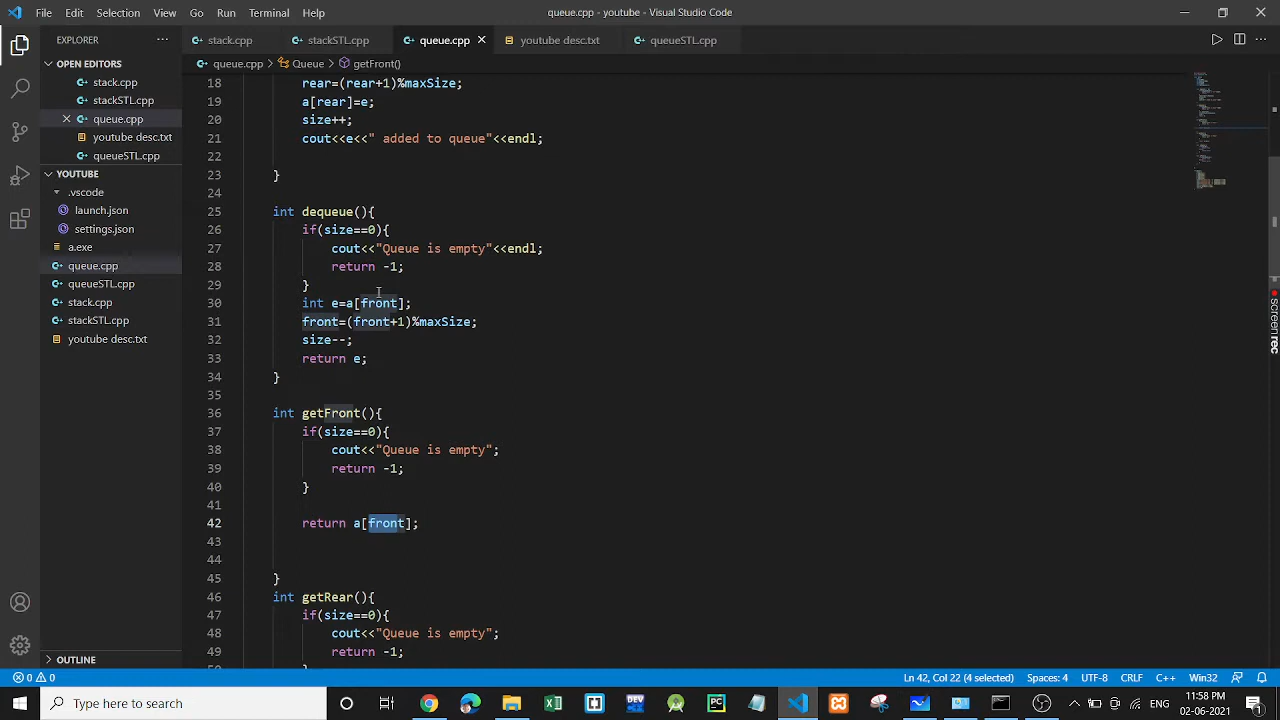 File Edit Selection View Go Run Terminal Help
queue.cpp - youtube - Visual Studio Code
EXPLORER
stack.cpp
stackSTL.cpp
queue.cpp
youtube desc.txt
queueSTL.cpp
OPEN EDITORS
stack.cpp
stackSTL.cpp
queue.cpp
youtube desc.txt
queueSTL.cpp
YOUTUBE
.vscode
launch.json
settings.json
a.exe
queue.cpp
queueSTL.cpp
stack.cpp
stackSTL.cpp
youtube desc.txt
OUTLINE
queue.cpp > Queue > getFront()
18 rear=(rear+1)%maxSize;
19 a[rear]=e;
20 size++;
21 cout<<e<<" added to queue"<<endl;
22
23 }
24
25 int dequeue(){
26 if(size==0){
27 cout<<"Queue is empty"<<endl;
28 return -1;
29 }
30 int e=a[front];
31 front=(front+1)%maxSize;
32 size--;
33 return e;
34 }
35
36 int getFront(){
37 if(size==0){
38 cout<<"Queue is empty";
39 return -1;
40 }
41
42 return a[front];
43
44
45 }
46 int getRear(){
47 if(size==0){
48 cout<<"Queue is empty";
49 return -1;
screen rec
0 0
Ln 42, Col 22 (4 selected) Spaces: 4 UTF-8 CRLF C++ Win32
Type here to search
ENG
11:58 PM
02-06-2021